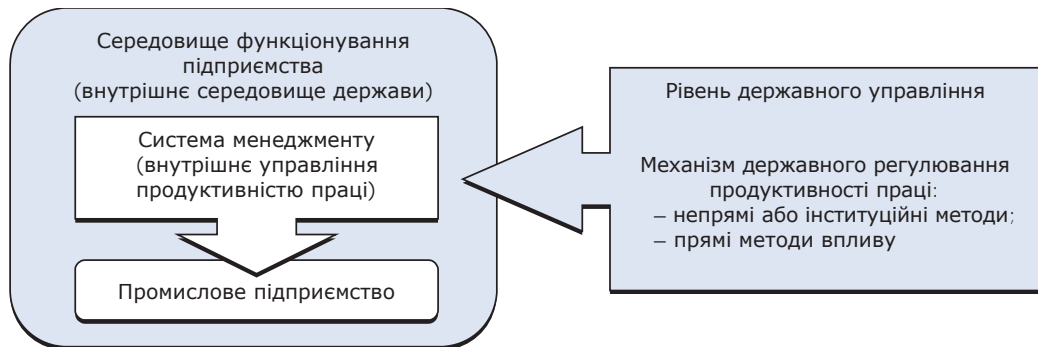 Середовище функціонування
підприємства
(внутрішнє середовище держави)
Система менеджменту
(внутрішнє управління
продуктивністю праці)
Промислове підприємство
Рівень державного управління
Механізм державного регулювання
продуктивності праці:
– непрямі або інституційні методи;
– прямі методи впливу